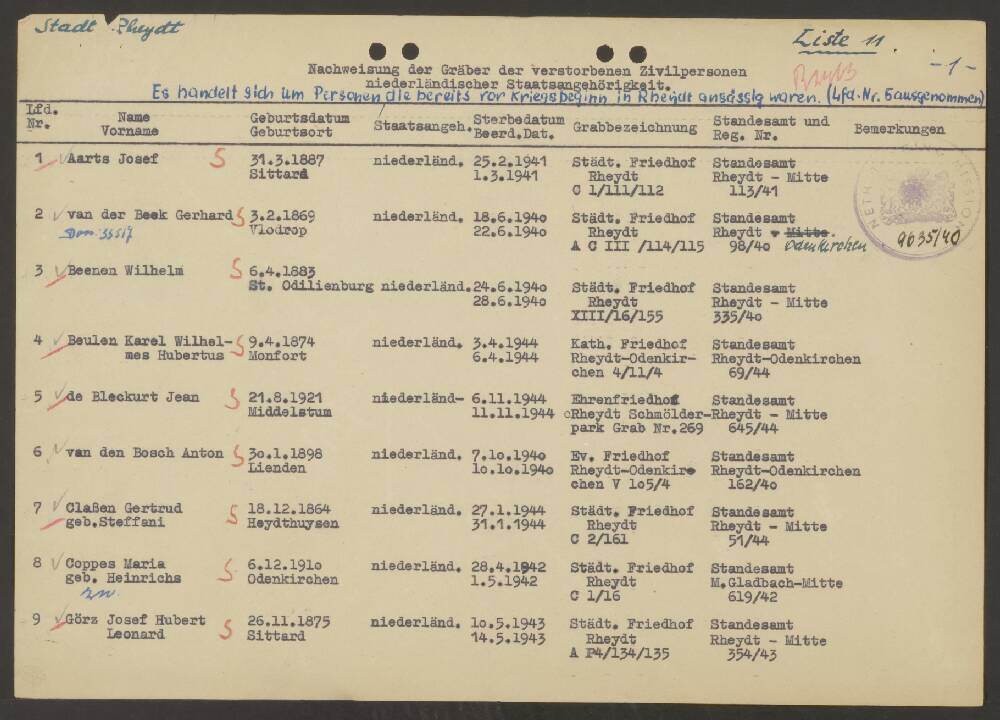 Stadt Rheydt
Liste 11.
- 1 -
Nachweisung der Gräber der verstorbenen Zivilpersonen
niederländischer Staatsangehörigkeit.
Es handelt sich um Personen die bereits vor Kriegsbeginn in Rheydt ansässig waren. (Lfd. Nr. 5 ausgenommen)
Lfd. Nr. Name Vorname Geburtsdatum Geburtsort Staatsangeh. Sterbedatum Beerd.Dat. Grabbezeichnung Standesamt und Reg. Nr. Bemerkungen
1 Aarts Josef S 31.3.1887 niederländ. 25.2.1941 Städt. Friedhof Standesamt
Sittard 1.3.1941 Rheydt Rheydt - Mitte
C 1/111/112 113/41
2 van der Beek Gerhard S 3.2.1869 niederländ. 18.6.1940 Städt. Friedhof Standesamt
Vlodrop 22.6.1940 Rheydt Rheydt - Mitte.
A C III /114/115 98/40 Odenkirchen 9635/40
3 Beenen Wilhelm S 6.4.1883
St. Odilienburg niederländ. 24.6.1940 Städt. Friedhof Standesamt
28.6.1940 Rheydt Rheydt - Mitte
XIII/16/155 335/40
4 Beulen Karel Wilhel- S 9.4.1874 niederländ. 3.4.1944 Kath. Friedhof Standesamt
mes Hubertus Monfort 6.4.1944 Rheydt-Odenkir- Rheydt-Odenkirchen
chen 4/11/4 69/44
5 de Bleckurt Jean S 21.8.1921 niederländ- 6.11.1944 Ehrenfriedhof Standesamt
Middelstum 11.11.1944 Rheydt Schmölder- Rheydt - Mitte
park Grab Nr.269 645/44
6 van den Bosch Anton S 30.1.1898 niederländ. 7.10.1940 Ev. Friedhof Standesamt
Lienden 10.10.1940 Rheydt-Odenkir- Rheydt-Odenkirchen
chen V 105/4 162/40
7 Claßen Gertrud S 18.12.1864 niederländ. 27.1.1944 Städt. Friedhof Standesamt
geb.Steffani Heydthuysen 31.1.1944 Rheydt Rheydt - Mitte
C 2/161 51/44
8 Coppes Maria S 6.12.1910 niederländ. 28.4.1942 Städt. Friedhof Standesamt
geb. Heinrichs Odenkirchen 1.5.1942 Rheydt M.Gladbach-Mitte
C 1/16 619/42
9 Görz Josef Hubert S 26.11.1875 niederländ. 10.5.1943 Städt. Friedhof Standesamt
Leonard Sittard 14.5.1943 Rheydt Rheydt - Mitte
A P4/134/135 354/43